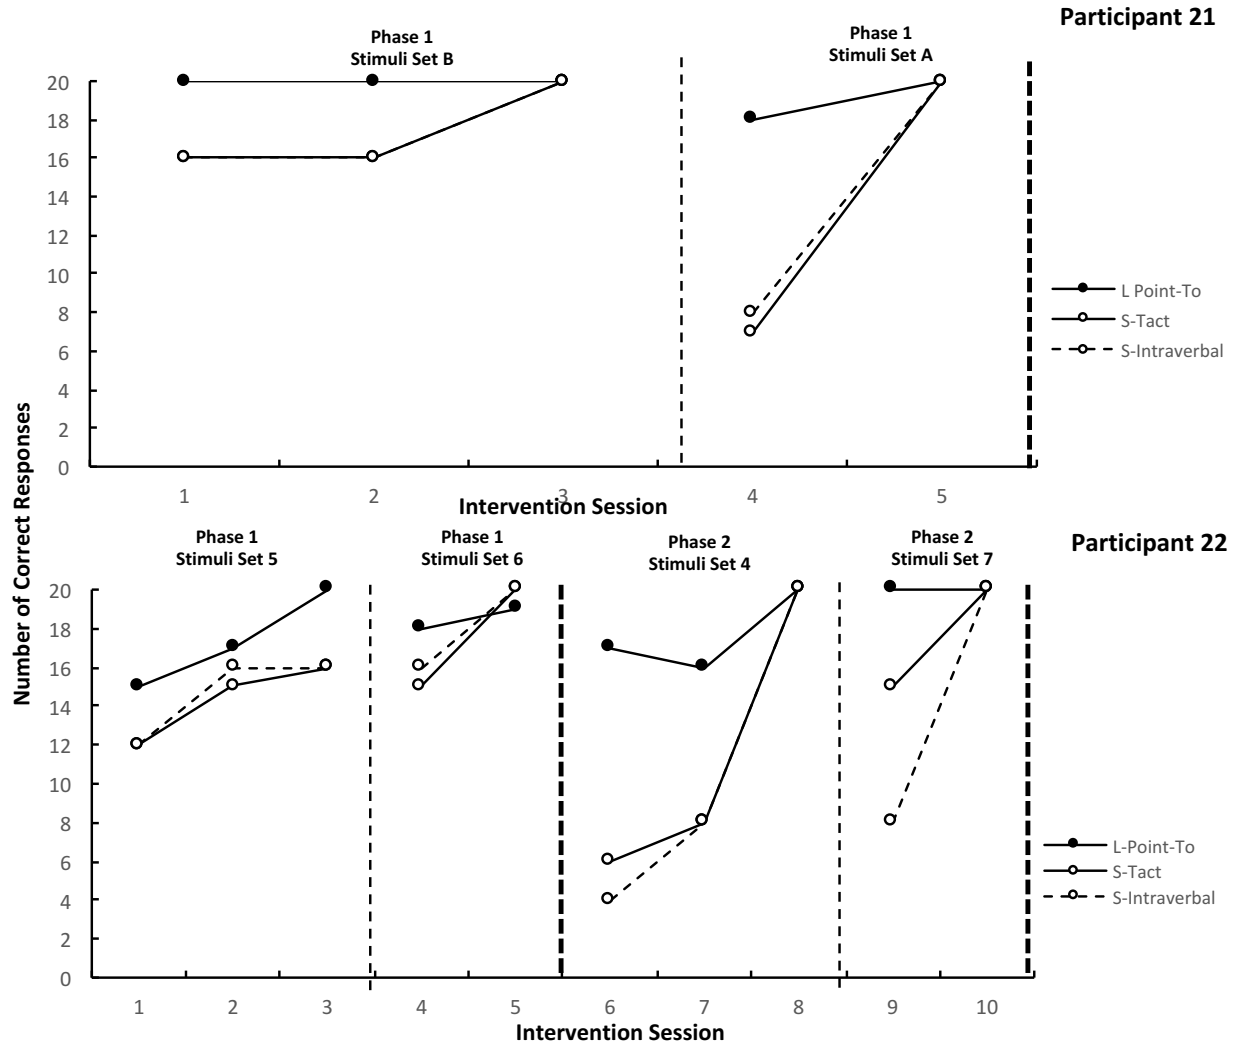 Participant 21
Phase 1
Stimuli Set B
Phase 1
Stimuli Set A
20
18
16
14
12
10
8
6
4
2
0
L Point-To
S-Tact
S-Intraverbal
1
2
3
4
5
Intervention Session
Number of Correct Responses
Participant 22
Phase 1
Stimuli Set 5
Phase 1
Stimuli Set 6
Phase 2
Stimuli Set 4
Phase 2
Stimuli Set 7
20
18
16
14
12
10
8
6
4
2
0
L-Point-To
S-Tact
S-Intraverbal
1
2
3
4
5
6
7
8
9
10
Intervention Session